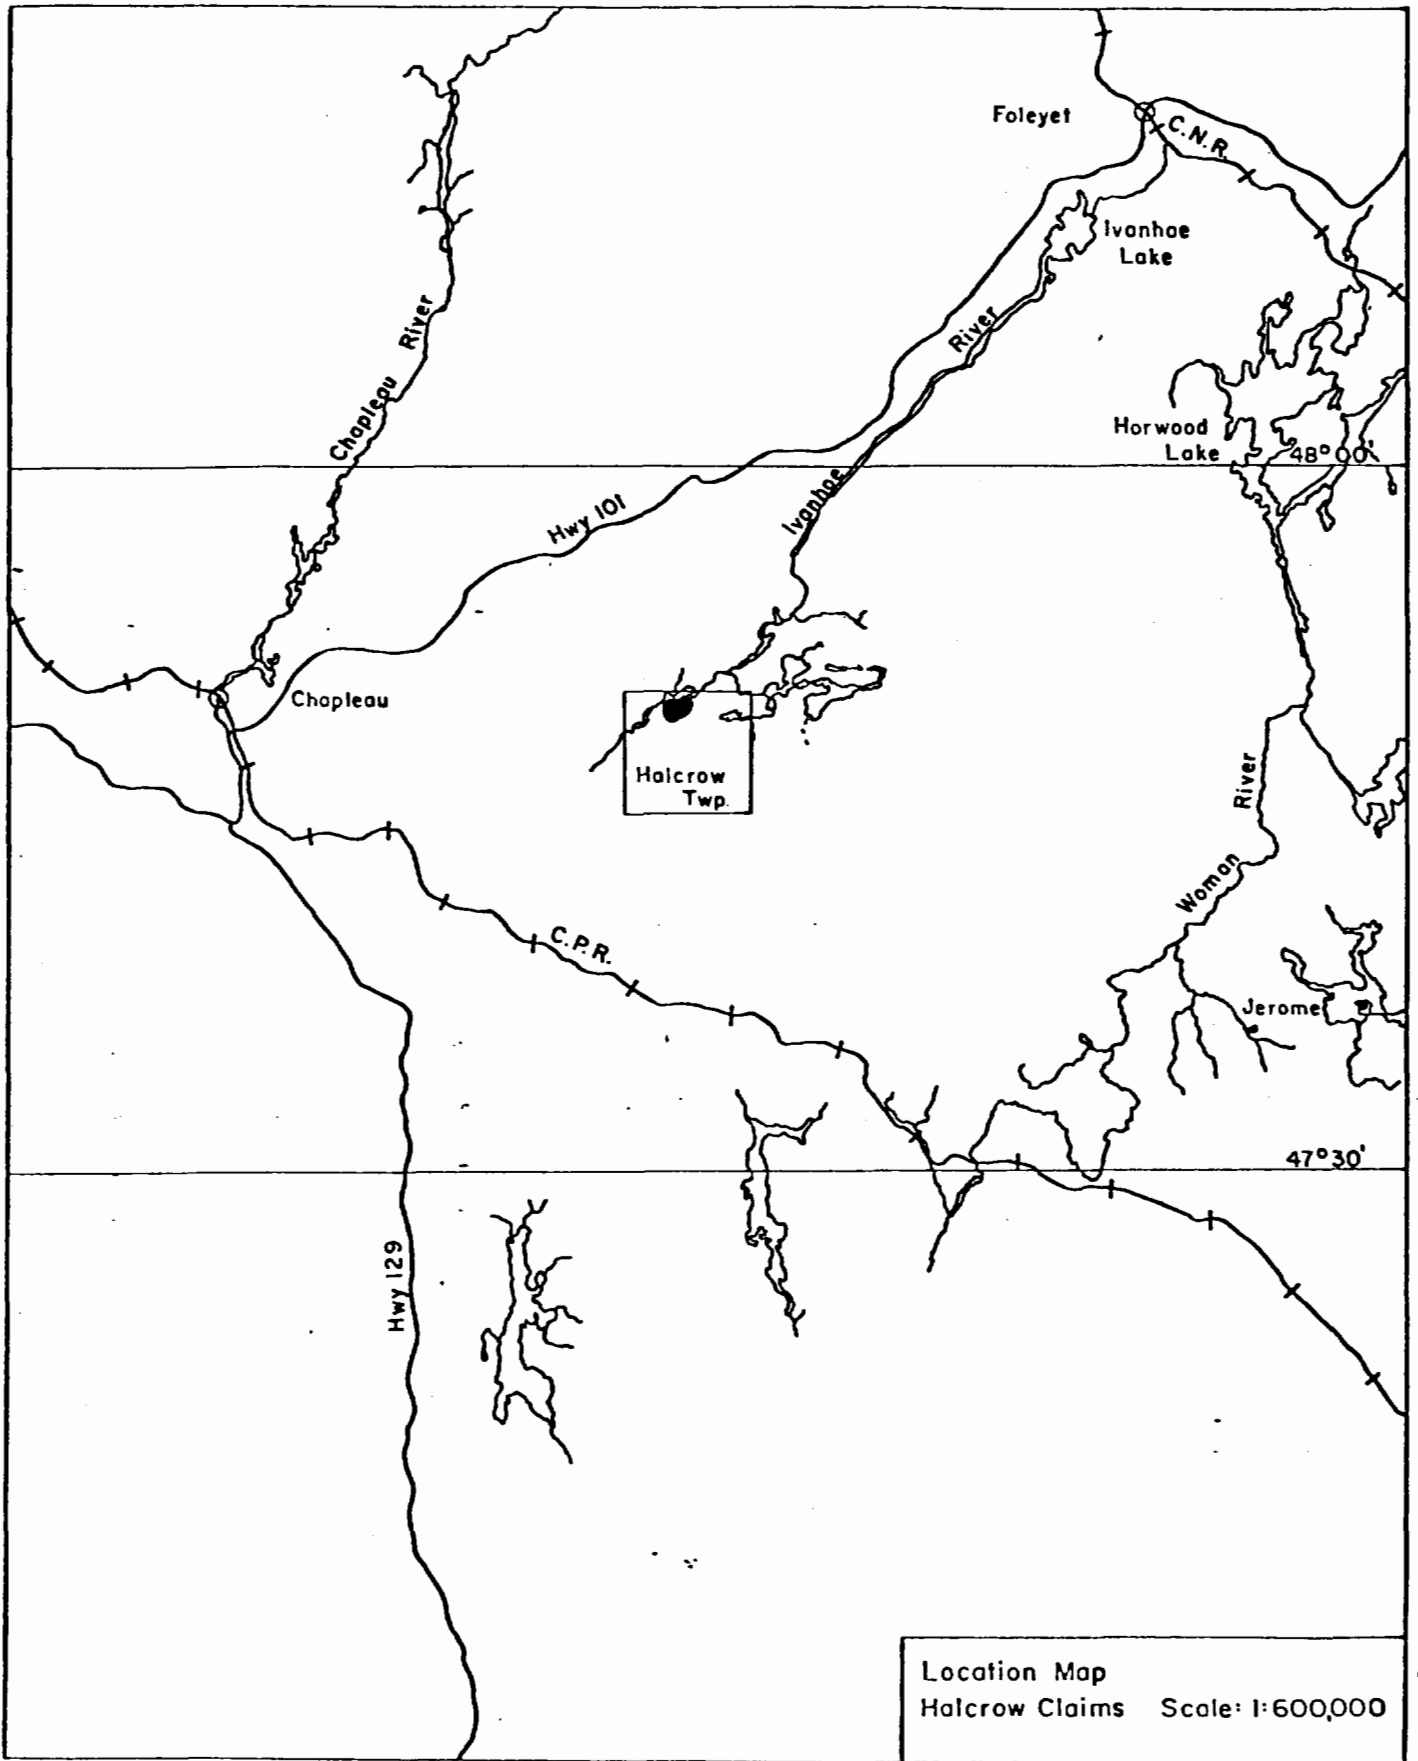 Foleyet
C.N.R.
Ivanhoe
Lake
River
Chapleau
River
Horwood
Lake
48°00'
Ivanhoe
Hwy 101
Chapleau
Halcrow
Twp.
River
Woman
C.P.R.
Jerome
47°30'
Hwy 129
Location Map
Halcrow Claims Scale: 1:600,000